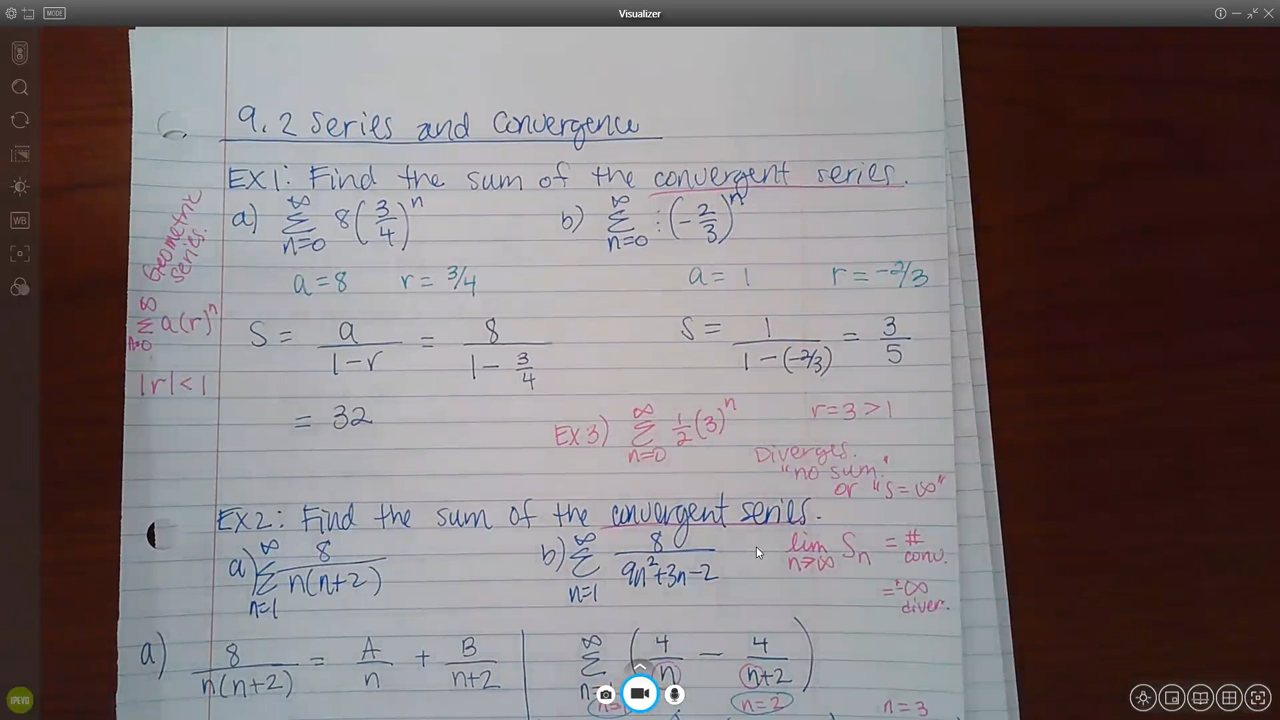 MODE
Visualizer
WB
IPEVO
9.2 Series and Convergence
EX1: Find the sum of the convergent series.
a) ∞ Σ n=0 8(3/4)^n
b) ∞ Σ n=0 (-2/3)^n
Geometric series.
a=8 r=3/4
a=1 r=-2/3
∞ Σ n=0 a(r)^n
|r|<1
S = a/(1-r) = 8/(1-3/4)
S = 1/(1-(-2/3)) = 3/5
= 32
EX3) ∞ Σ n=0 1/2(3)^n r=3>1
Diverges.
"no sum."
or "s=∞"
EX2: Find the sum of the convergent series.
a) ∞ Σ n=1 8/(n(n+2))
b) ∞ Σ n=1 8/(9n²+3n-2)
lim n→∞ Sn = # conv.
=±∞ diver.
a) 8/(n(n+2)) = A/n + B/(n+2)
∞ Σ (4/n - 4/(n+2))
n=2 n=3